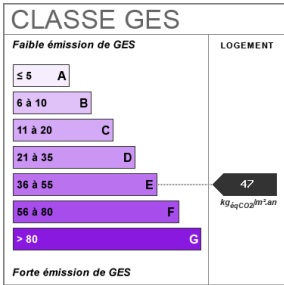 CLASSE GES
Faible émission de GES
LOGEMENT
≤ 5 A
6 à 10 B
11 à 20 C
21 à 35 D
36 à 55 E
47
kgéqCO2/m².an
56 à 80 F
> 80 G
Forte émission de GES